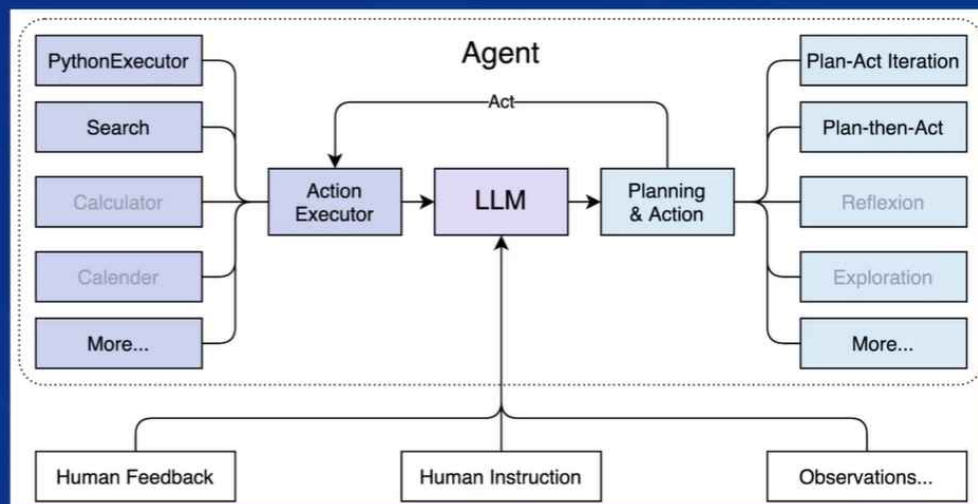 Agent
PythonExecutor
Search
Calculator
Calender
More...
Act
Action
Executor
LLM
Planning
& Action
Plan-Act Iteration
Plan-then-Act
Reflexion
Exploration
More...
Human Feedback
Human Instruction
Observations...